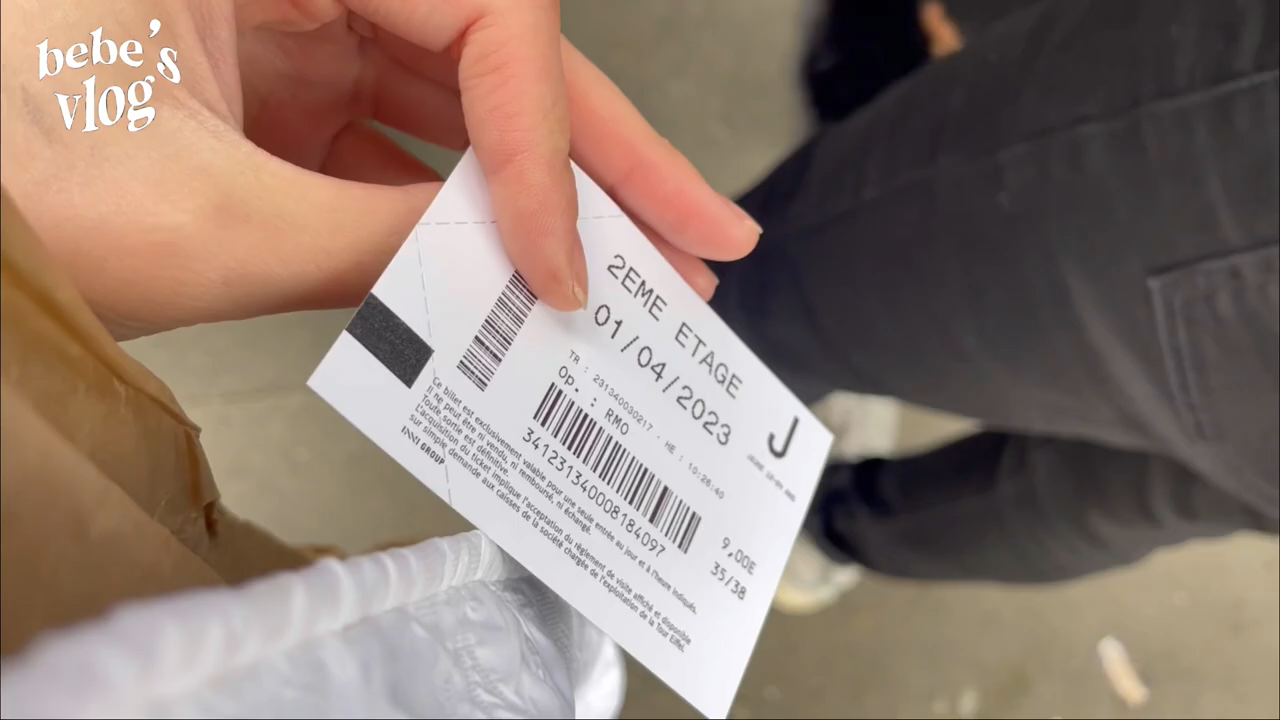 bebe's
vlog
2EME ETAGE
01/04/2023
J
TR : 231340030217 . HE : 10:26:40
OP. : RMO
341231340008184097
9,00E
35/38
Ce billet est exclusivement valable pour une seule entrée au jour et à l'heure indiqués.
Il ne peut être ni vendu, ni remboursé, ni échangé.
Toute sortie est définitive.
L'acquisition du ticket implique l'acceptation du règlement de visite affiché et disponible
sur simple demande aux caisses de la société chargée de l'exploitation de la Tour Eiffel.
GROUP